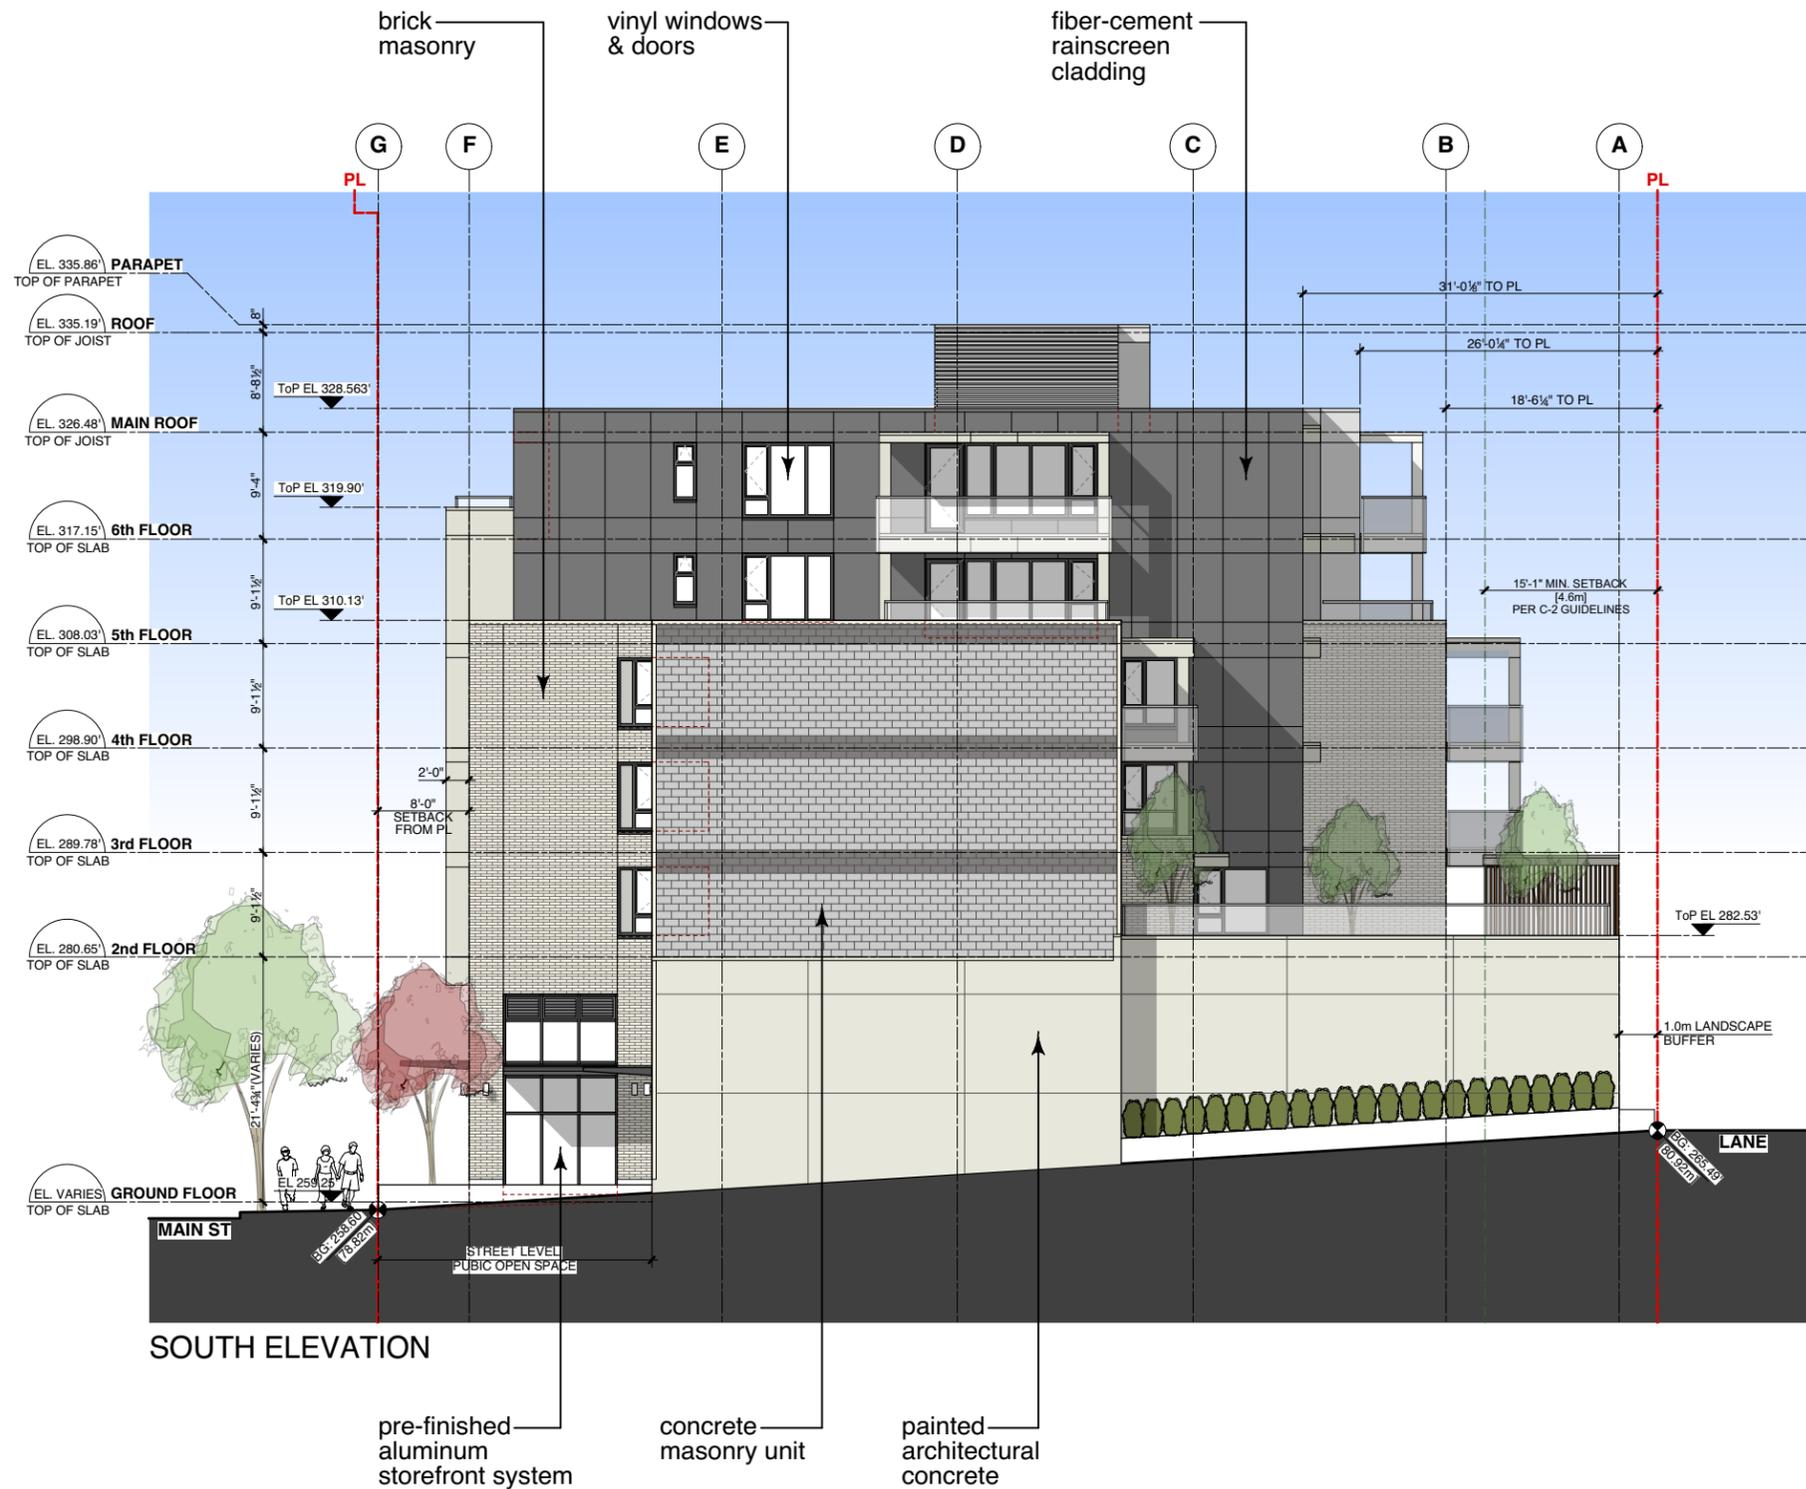 brick
masonry
vinyl windows
& doors
fiber-cement
rainscreen
cladding
G
F
E
D
C
B
A
PL
PL
EL. 335.86' PARAPET
TOP OF PARAPET
EL. 335.19' ROOF
TOP OF JOIST
EL. 326.48' MAIN ROOF
TOP OF JOIST
EL. 317.15' 6th FLOOR
TOP OF SLAB
EL. 308.03' 5th FLOOR
TOP OF SLAB
EL. 298.90' 4th FLOOR
TOP OF SLAB
EL. 289.78' 3rd FLOOR
TOP OF SLAB
EL. 280.65' 2nd FLOOR
TOP OF SLAB
EL. VARIES GROUND FLOOR
TOP OF SLAB
8"
8'-8½"
9'-4"
9'-1½"
9'-1½"
9'-1½"
9'-1½"
21'-4¾" (VARIES)
ToP EL 328.563'
ToP EL 319.90'
ToP EL 310.13'
2'-0"
8'-0"
SETBACK
FROM PL
31'-0⅛" TO PL
26'-0¼" TO PL
18'-6¼" TO PL
15'-1" MIN. SETBACK
[4.6m]
PER C-2 GUIDELINES
ToP EL 282.53'
1.0m LANDSCAPE
BUFFER
LANE
BG: 265.49
80.92m
EL 259.25'
MAIN ST
BG: 258.60
78.82m
STREET LEVEL
PUBIC OPEN SPACE
SOUTH ELEVATION
pre-finished
aluminum
storefront system
concrete
masonry unit
painted
architectural
concrete